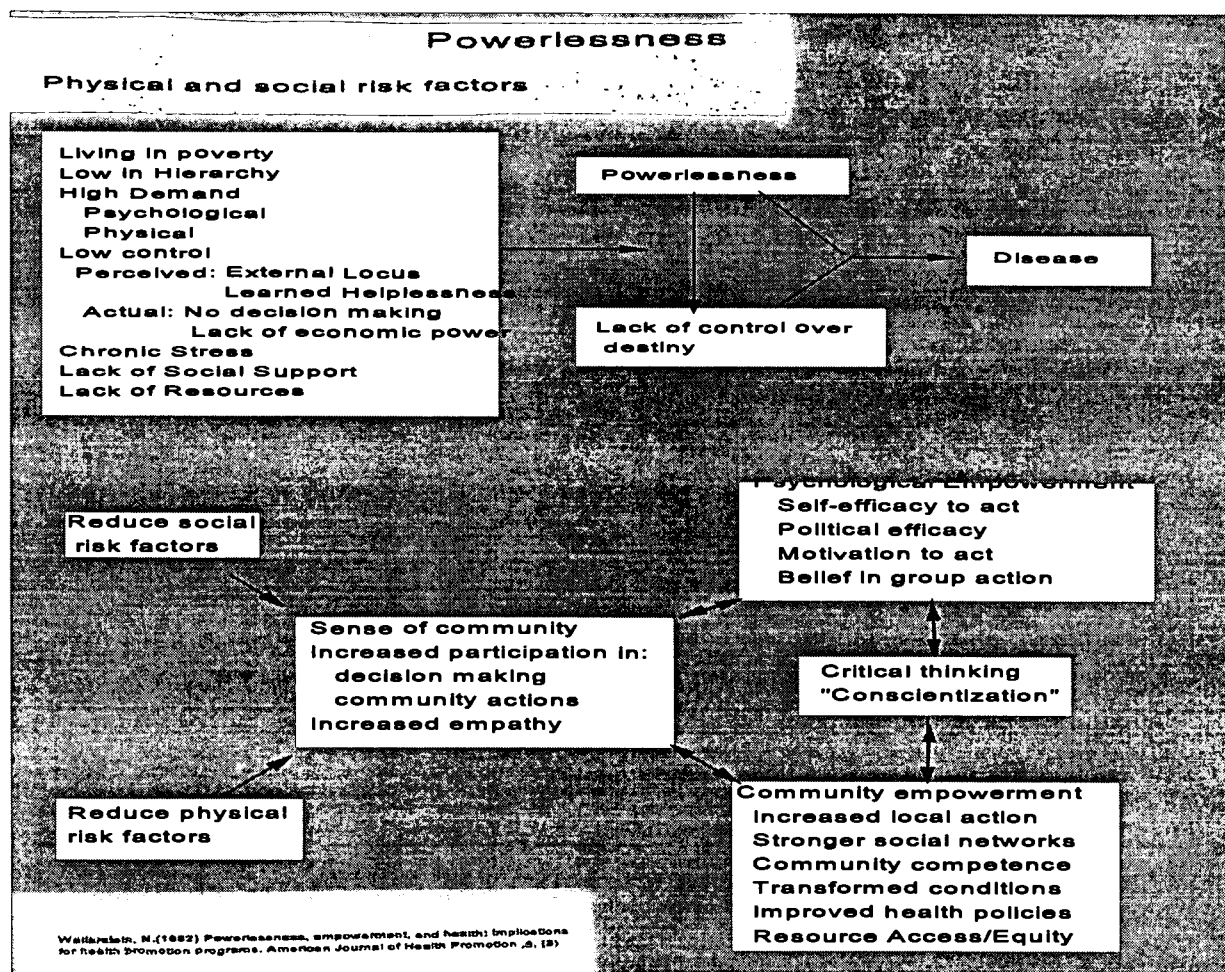 Powerlessness
Physical and social risk factors
Living in poverty
Low in Hierarchy
High Demand
Psychological
Physical
Low control
Perceived: External Locus
Learned Helplessness
Actual: No decision making
Lack of economic power
Chronic Stress
Lack of Social Support
Lack of Resources
Powerlessness
Lack of control over
destiny
Disease
Reduce social
risk factors
Reduce physical
risk factors
Sense of community
Increased participation in:
decision making
community actions
Increased empathy
Psychological Empowerment
Self-efficacy to act
Political efficacy
Motivation to act
Belief in group action
Critical thinking
"Conscientization"
Community empowerment
Increased local action
Stronger social networks
Community competence
Transformed conditions
Improved health policies
Resource Access/Equity
Wallerstein, N. Powerlessness, empowerment, and health: Implications
for health promotion programs. American Journal of Health Promotion